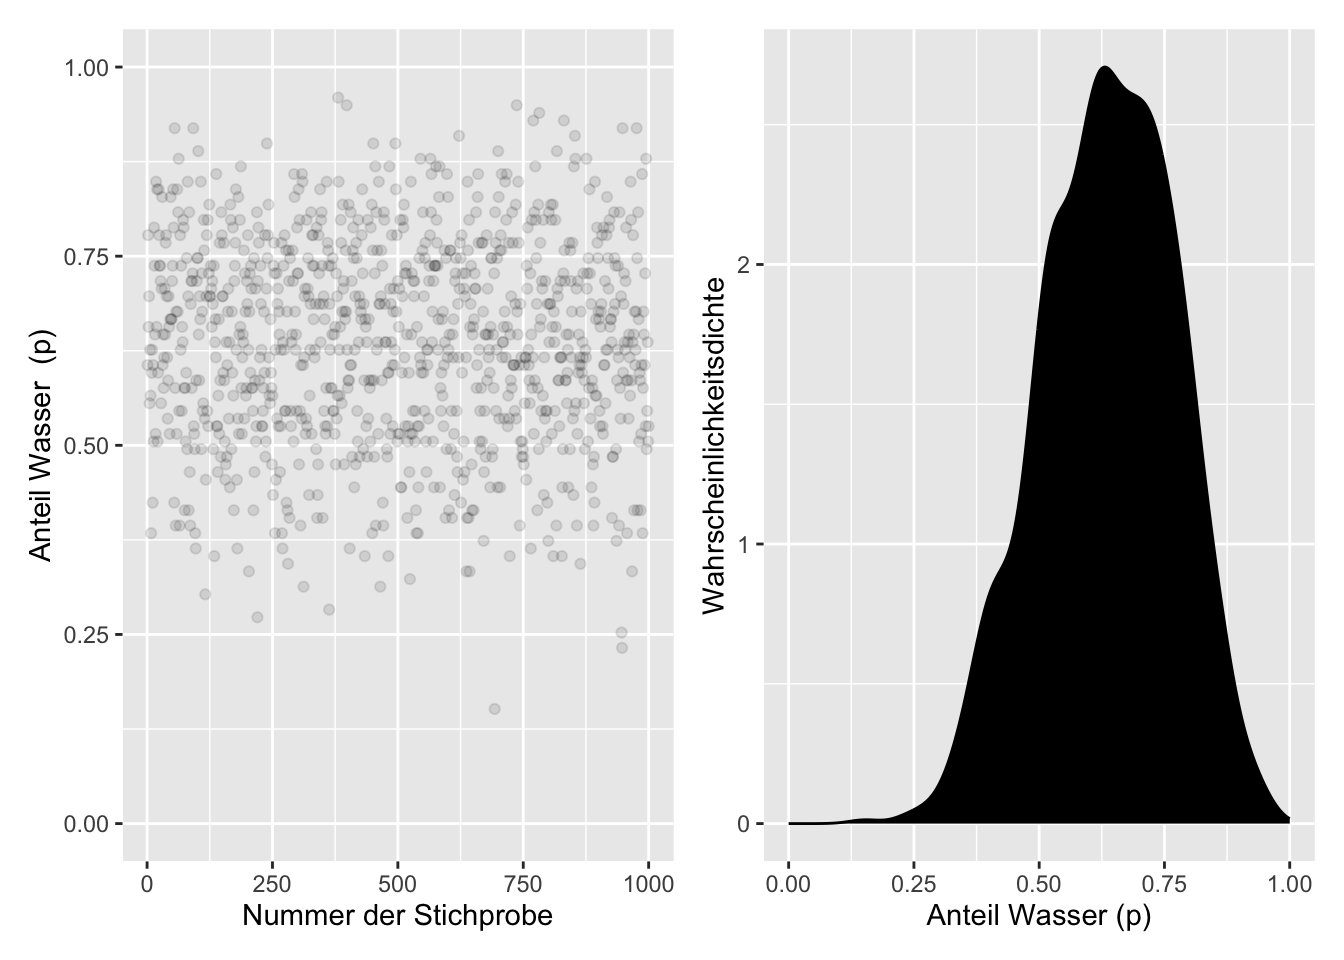 1.00
0.75
0.50
0.25
0.00
Anteil Wasser  (p)
0 250 500 750 1000
Nummer der Stichprobe
2
1
0
Wahrscheinlichkeitsdichte
0.00 0.25 0.50 0.75 1.00
Anteil Wasser (p)